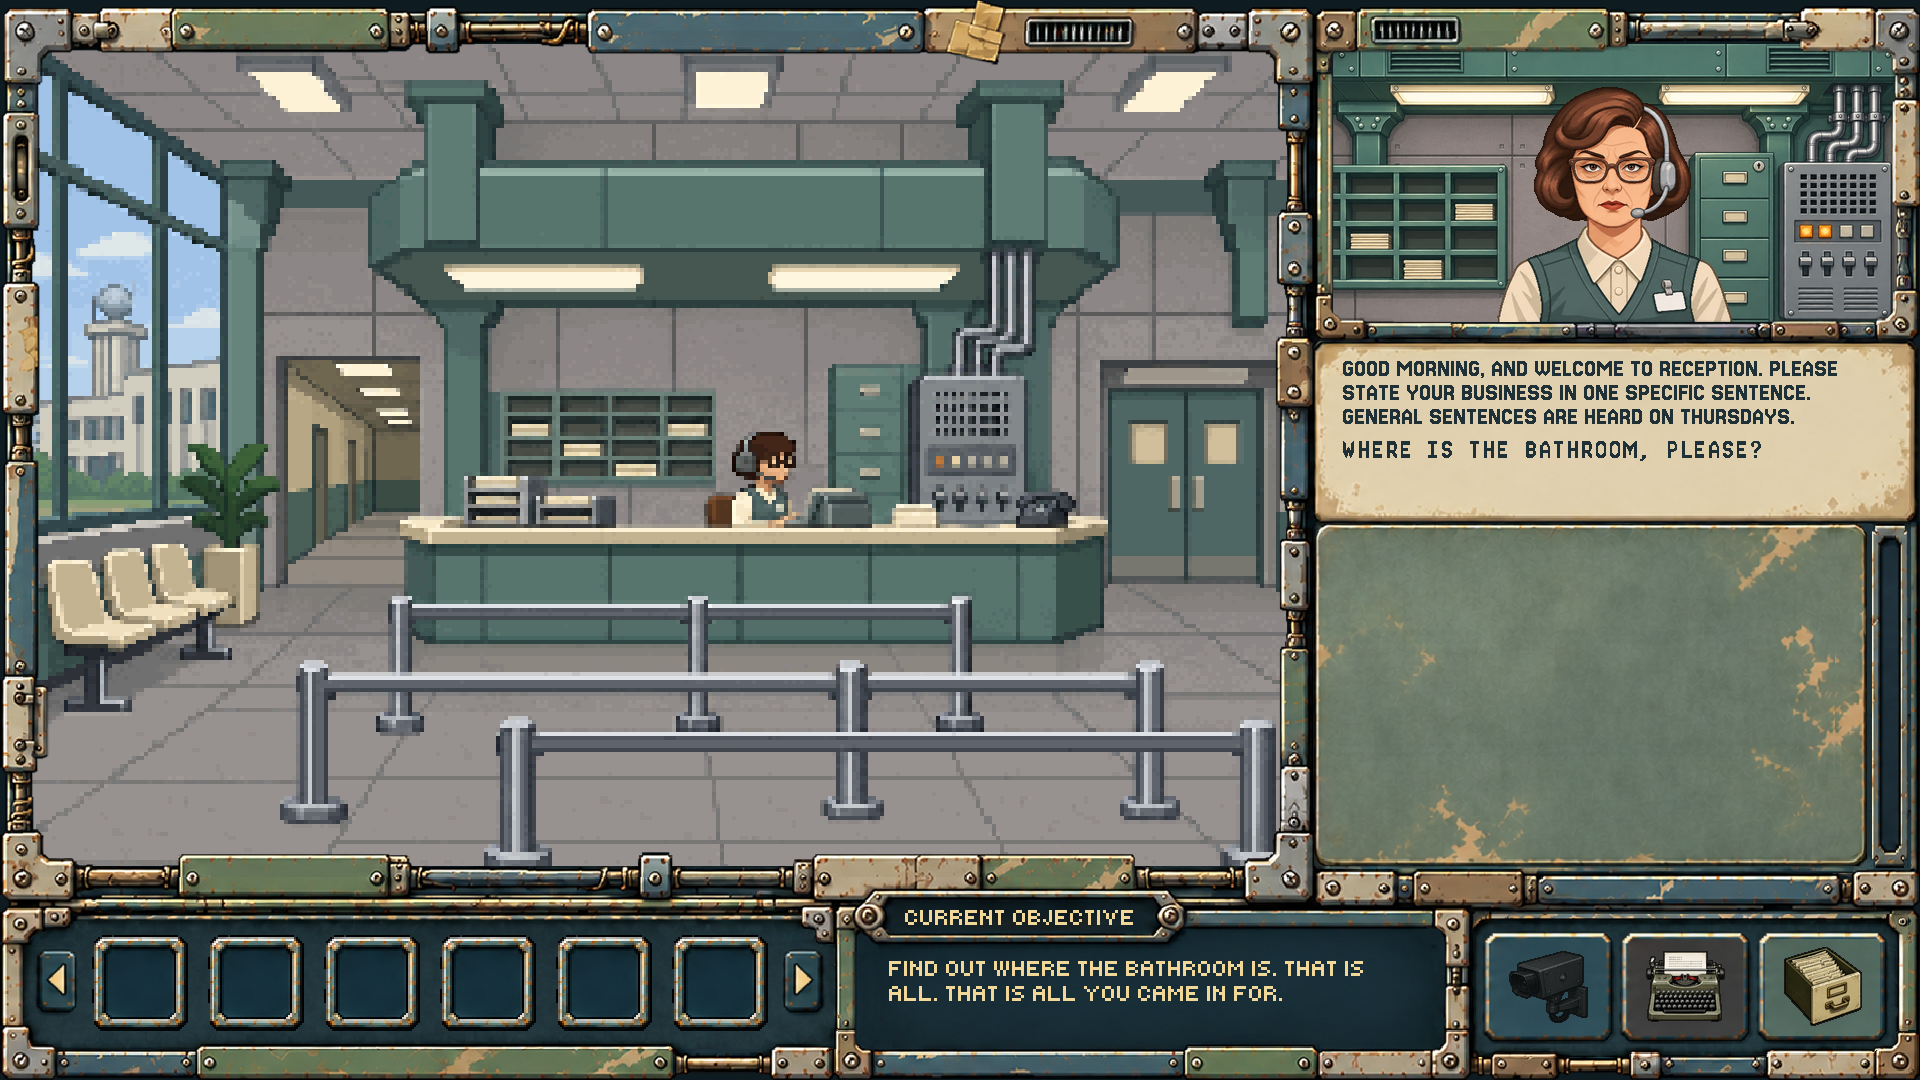 GOOD MORNING, AND WELCOME TO RECEPTION. PLEASE
STATE YOUR BUSINESS IN ONE SPECIFIC SENTENCE.
GENERAL SENTENCES ARE HEARD ON THURSDAYS.
WHERE IS THE BATHROOM, PLEASE?
CURRENT OBJECTIVE
FIND OUT WHERE THE BATHROOM IS. THAT IS
ALL. THAT IS ALL YOU CAME IN FOR.